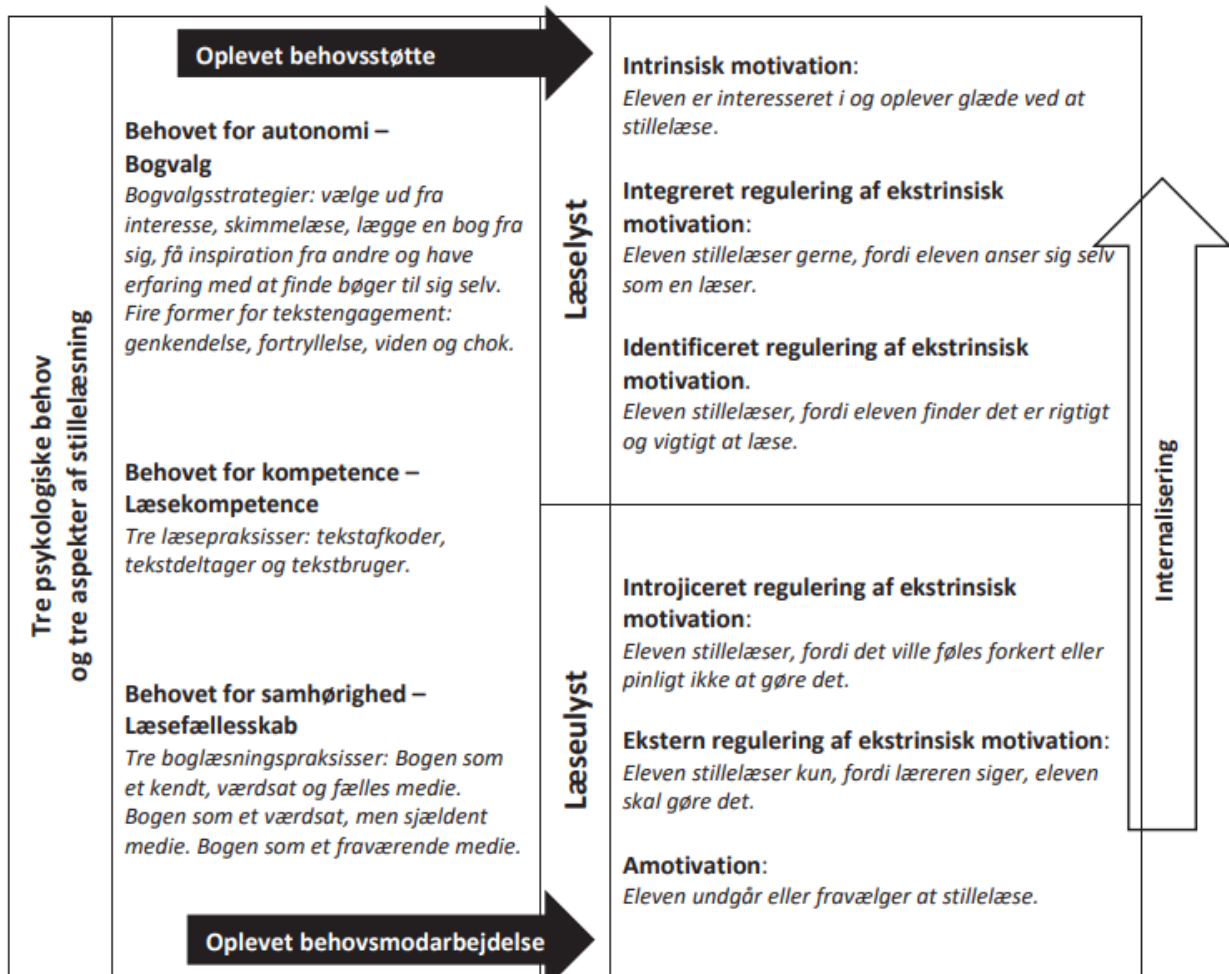 Tre psykologiske behov
og tre aspekter af stillelæsning
Oplevet behovsstøtte
Behovet for autonomi –
Bogvalg
Bogvalgsstrategier: vælge ud fra
interesse, skimmelæse, lægge en bog fra
sig, få inspiration fra andre og have
erfaring med at finde bøger til sig selv.
Fire former for tekstengagement:
genkendelse, fortryllelse, viden og chok.
Behovet for kompetence –
Læsekompetence
Tre læsepraksisser: tekstafkoder,
tekstdeltager og tekstbruger.
Behovet for samhørighed –
Læsefællesskab
Tre boglæsningspraksisser: Bogen som
et kendt, værdsat og fælles medie.
Bogen som et værdsat, men sjældent
medie. Bogen som et fraværende medie.
Oplevet behovsmodarbejdelse
Læselyst
Intrinsisk motivation:
Eleven er interesseret i og oplever glæde ved at
stillelæse.
Integreret regulering af ekstrinsisk
motivation:
Eleven stillelæser gerne, fordi eleven anser sig selv
som en læser.
Identificeret regulering af ekstrinsisk
motivation.
Eleven stillelæser, fordi eleven finder det er rigtigt
og vigtigt at læse.
Læseulyst
Introjiceret regulering af ekstrinsisk
motivation:
Eleven stillelæser, fordi det ville føles forkert eller
pinligt ikke at gøre det.
Ekstern regulering af ekstrinsisk motivation:
Eleven stillelæser kun, fordi læreren siger, eleven
skal gøre det.
Amotivation:
Eleven undgår eller fravælger at stillelæse.
Internalisering